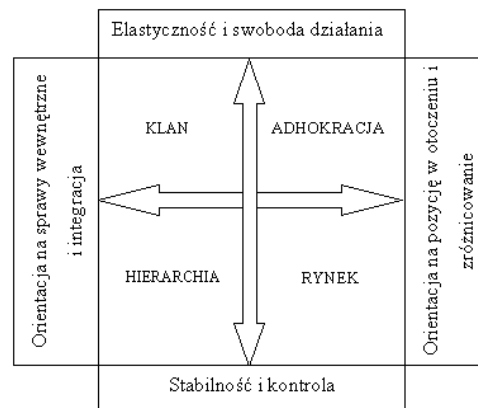 Elastyczność i swoboda działania
Orientacja na sprawy wewnętrzne
i integracja
KLAN
ADHOKRACJA
HIERARCHIA
RYNEK
Orientacja na pozycję w otoczeniu i
zróżnicowanie
Stabilność i kontrola